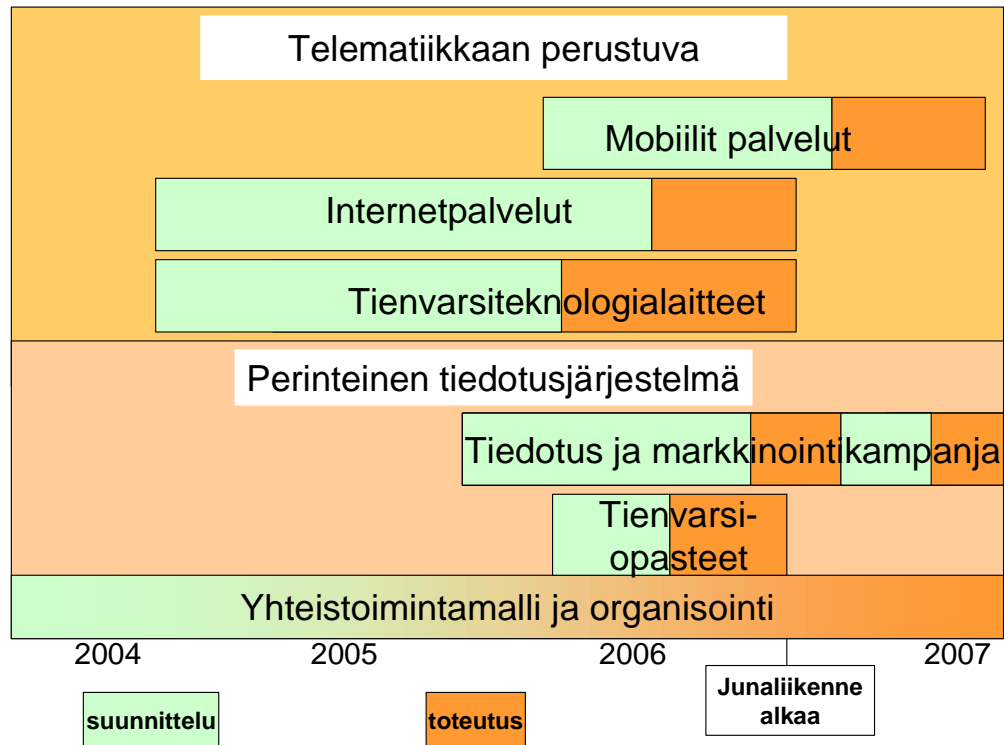 Telematiikkaan perustuva
Mobiilit palvelut
Internetpalvelut
Tienvarsiteknologialaitteet
Perinteinen tiedotusjärjestelmä
Tiedotus ja markkinointikampanja
Tienvarsi-
opasteet
Yhteistoimintamalli ja organisointi
2004 2005 2006 2007
Junaliikenne
alkaa
suunnittelu toteutus